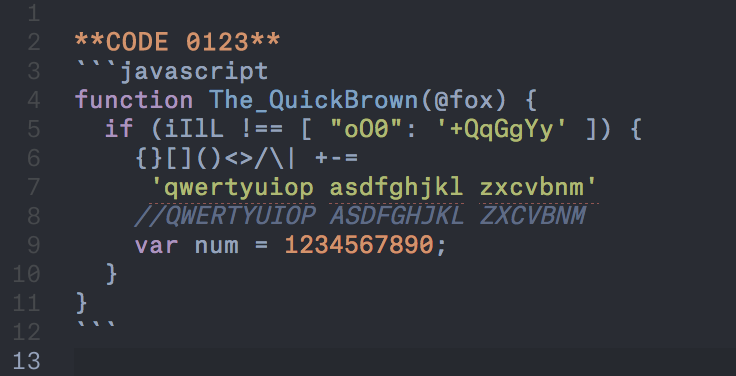 1
2 **CODE 0123**
3 ```javascript
4 function The_QuickBrown(@fox) {
5   if (iIlL !== [ "oO0": '+QqGgYy' ]) {
6     {}[]()<>/\| +-=
7      'qwertyuiop asdfghjkl zxcvbnm'
8     //QWERTYUIOP ASDFGHJKL ZXCVBNM
9     var num = 1234567890;
10   }
11 }
12 ```
13